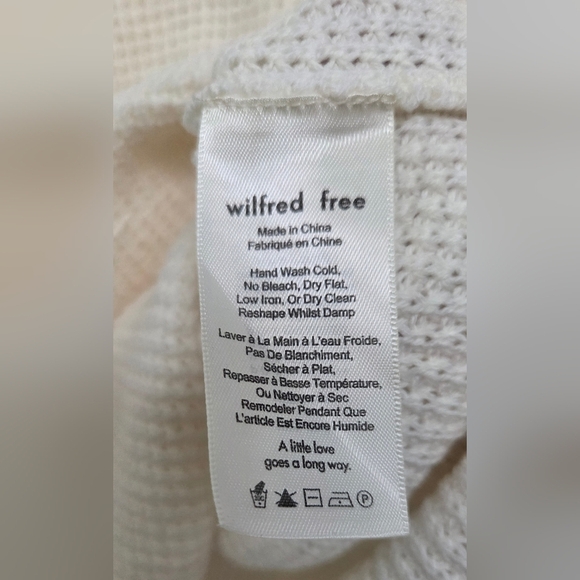 wilfred free
Made in China
Fabriqué en Chine
Hand Wash Cold,
No Bleach, Dry Flat,
Low Iron, Or Dry Clean
Reshape Whilst Damp
Laver à La Main à L'eau Froide,
Pas De Blanchiment,
Sécher à Plat,
Repasser à Basse Température,
Ou Nettoyer à Sec
Remodeler Pendant Que
L'article Est Encore Humide
A little love
goes a long way.
P